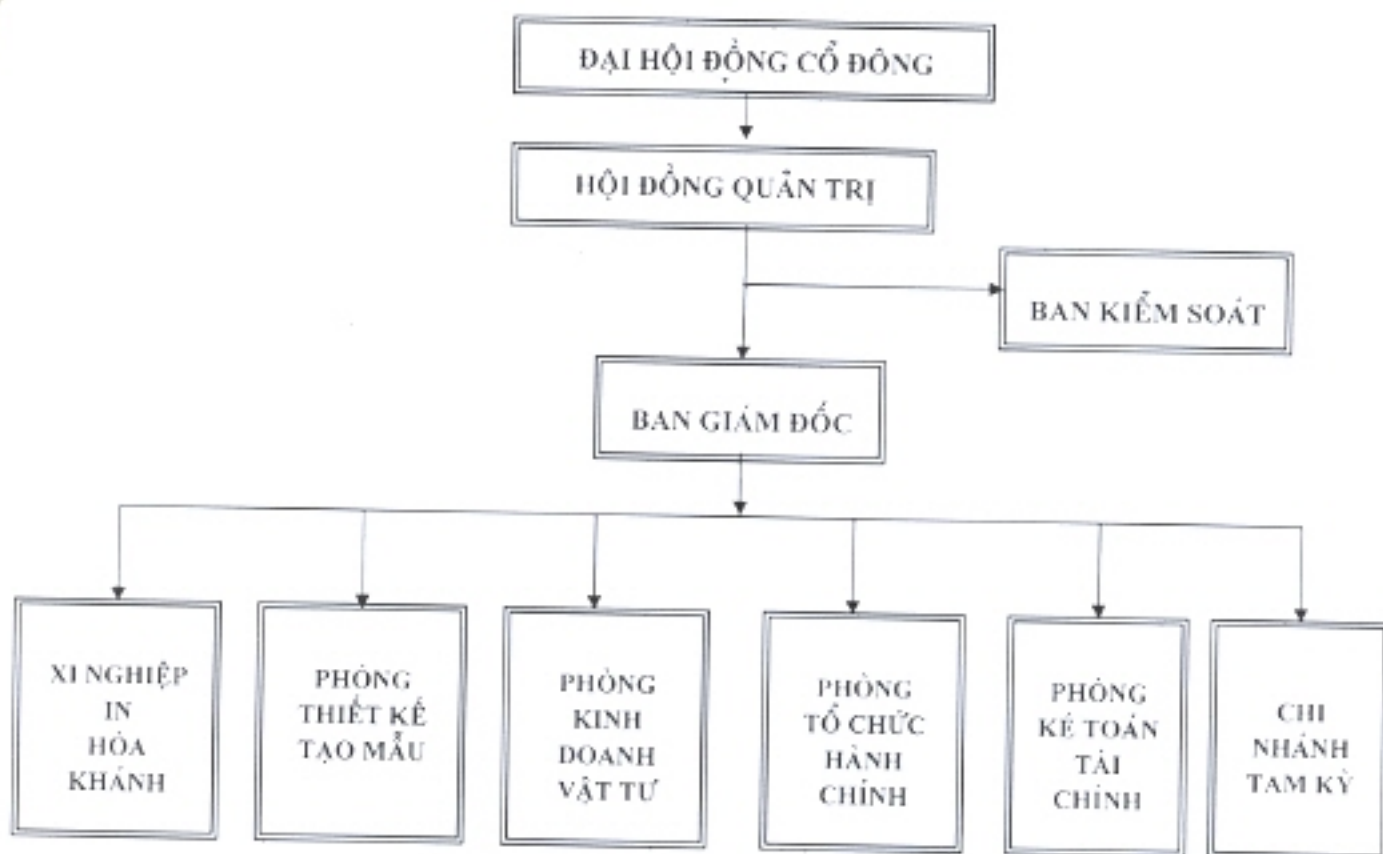 ĐẠI HỘI ĐỒNG CỔ ĐÔNG
HỘI ĐỒNG QUẢN TRỊ
BAN KIỂM SOÁT
BAN GIÁM ĐỐC
XI NGHIỆP
IN
HÒA
KHÁNH
PHÒNG
THIẾT KẾ
TẠO MẪU
PHÒNG
KINH
DOANH
VẬT TƯ
PHÒNG
TỔ CHỨC
HÀNH
CHÍNH
PHÒNG
KẾ TOÁN
TÀI
CHÍNH
CHI
NHÁNH
TAM KỲ